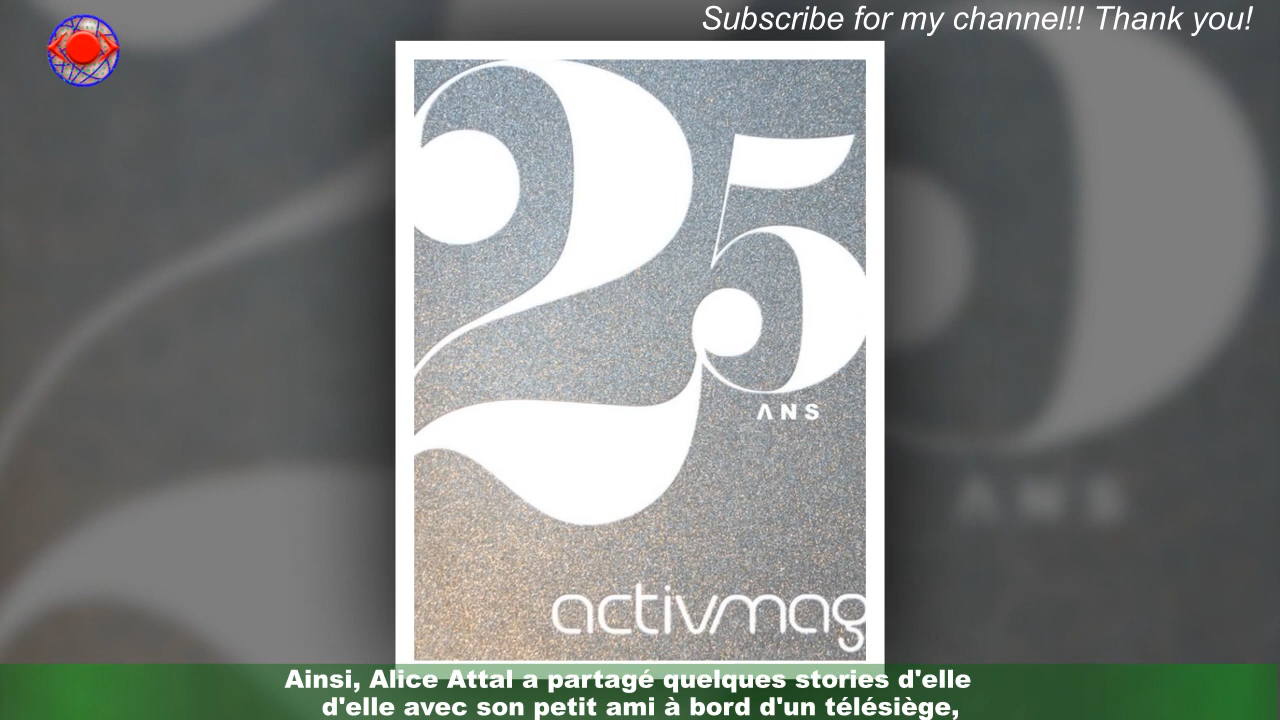 Subscribe for my channel!! Thank you!
25
ANS
activmag
Ainsi, Alice Attal a partagé quelques stories d'elle
d'elle avec son petit ami à bord d'un télésiège,